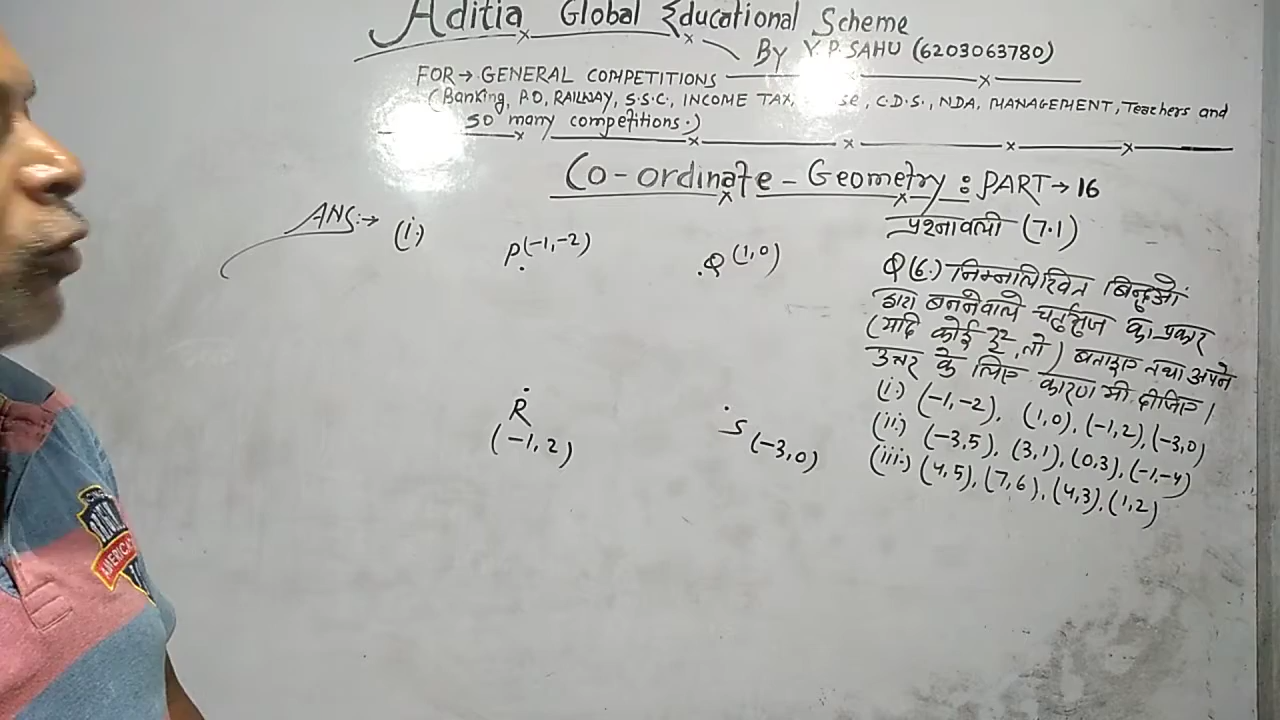 Aditia Global Educational Scheme
By Y.P. SAHU (6203063780)
FOR→ GENERAL COMPETITIONS
(Banking, P.O, RAILWAY, S.S.C., INCOME TAX, se, C.D.S., NDA, MANAGEMENT, Teachers and
so many competitions.)
Co-ordinate-Geometry: PART→16
ANS:→ (i.)
P(-1,-2)
Q(1,0)
R
(-1,2)
S(-3,0)
प्रश्नावली (7.1)
Q(6.) निम्नलिखित बिन्दुओं
द्वारा बननेवाले चर्तुभुज का प्रकार
(यदि कोई है, तो) बताइए तथा अपने
उत्तर के लिए कारण भी दीजिए।
(i.) (-1,-2), (1,0), (-1,2), (-3,0)
(ii.) (-3,5), (3,1), (0,3), (-1,-4)
(iii.) (4,5), (7,6), (4,3), (1,2)
AMERICA